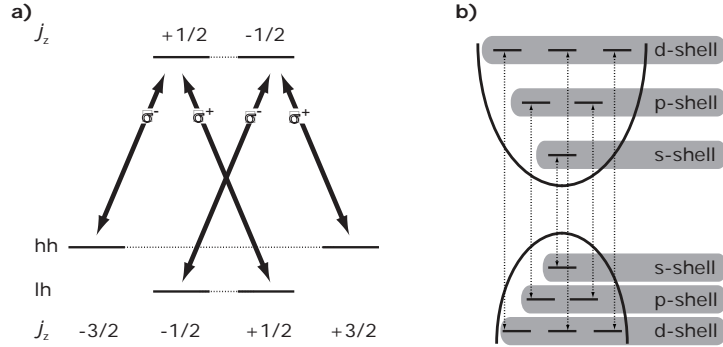 a)
j_z +1/2 -1/2
σ^- σ^+ σ^- σ^+
hh
lh
j_z -3/2 -1/2 +1/2 +3/2
b)
d-shell
p-shell
s-shell
s-shell
p-shell
d-shell